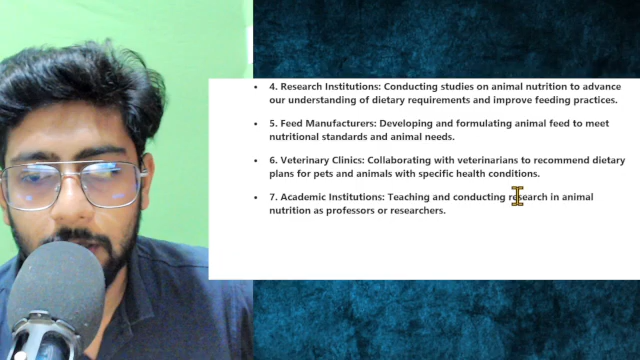 4. Research Institutions: Conducting studies on animal nutrition to advance
our understanding of dietary requirements and improve feeding practices.
5. Feed Manufacturers: Developing and formulating animal feed to meet
nutritional standards and animal needs.
6. Veterinary Clinics: Collaborating with veterinarians to recommend dietary
plans for pets and animals with specific health conditions.
7. Academic Institutions: Teaching and conducting research in animal
nutrition as professors or researchers.